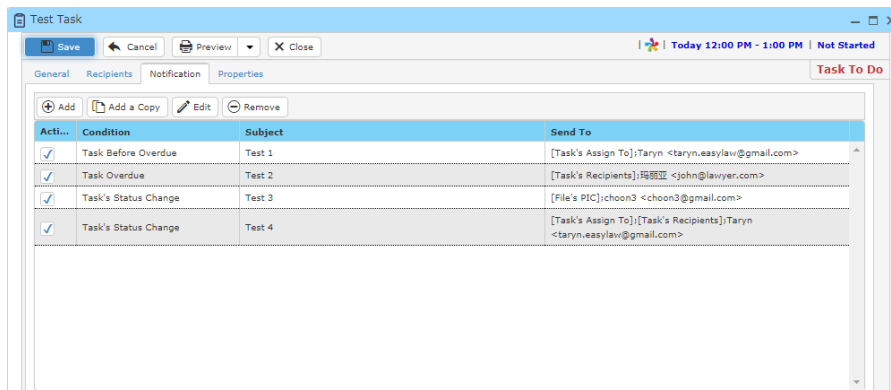 Test Task
Save Cancel Preview Close | | Today 12:00 PM - 1:00 PM | Not Started
General Recipients Notification Properties Task To Do
Add Add a Copy Edit Remove
Acti... Condition Subject Send To
Task Before Overdue Test 1 [Task's Assign To];Taryn <taryn.easylaw@gmail.com>
Task Overdue Test 2 [Task's Recipients];玛丽亚 <john@lawyer.com>
Task's Status Change Test 3 [File's PIC];choon3 <choon3@gmail.com>
Task's Status Change Test 4 [Task's Assign To];[Task's Recipients];Taryn
<taryn.easylaw@gmail.com>